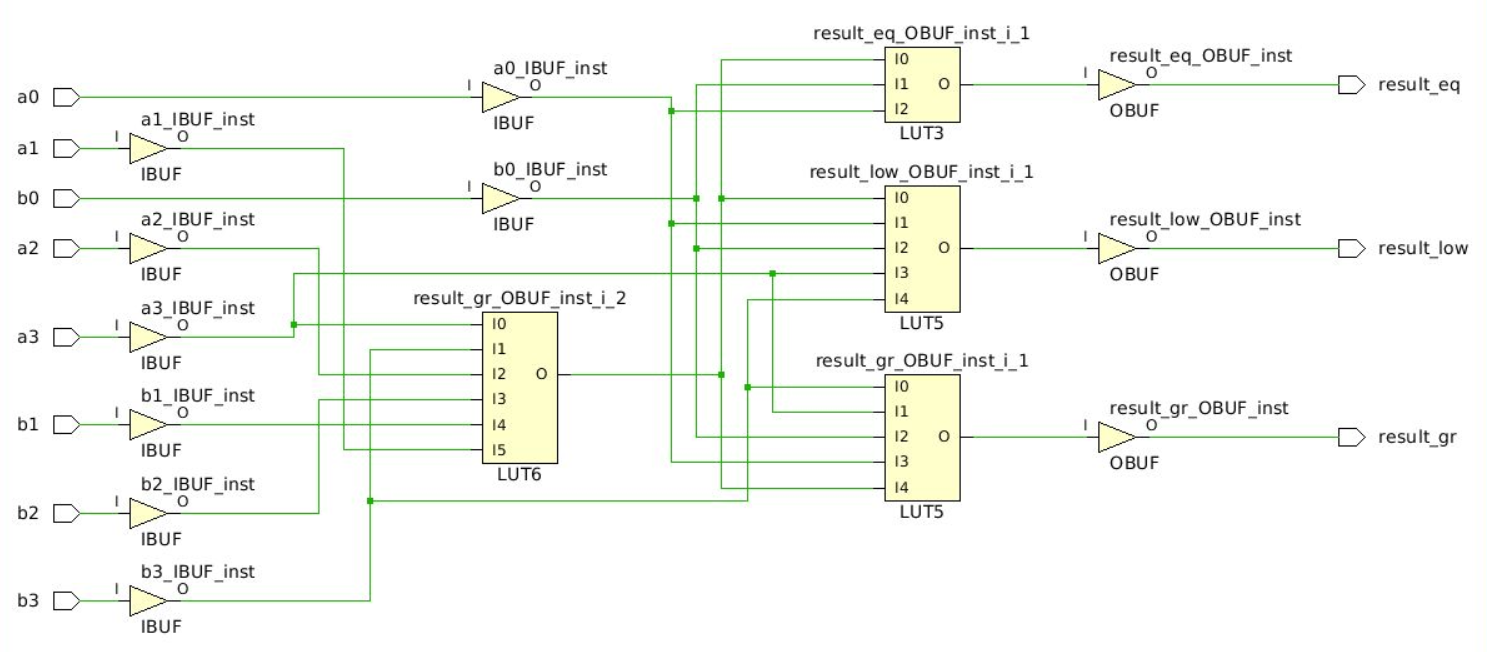 result_eq_OBUF_inst_i_1
result_eq_OBUF_inst
a0_IBUF_inst
I0
I
O
I
O
I1
O
result_eq
a0
I2
OBUF
a1_IBUF_inst
IBUF
LUT3
I
O
a1
IBUF
b0_IBUF_inst
result_low_OBUF_inst_i_1
I
O
b0
I0
a2_IBUF_inst
IBUF
I1
result_low_OBUF_inst
I
O
I
O
a2
I2
O
result_low
IBUF
I3
OBUF
result_gr_OBUF_inst_i_2
I4
a3_IBUF_inst
I0
LUT5
I
O
a3
I1
IBUF
I2
O
result_gr_OBUF_inst_i_1
b1_IBUF_inst
I3
I0
I
O
I4
I1
result_gr_OBUF_inst
b1
I
O
IBUF
I5
I2
O
result_gr
LUT6
I3
OBUF
b2_IBUF_inst
I4
I
O
LUT5
b2
IBUF
b3_IBUF_inst
I
O
b3
IBUF